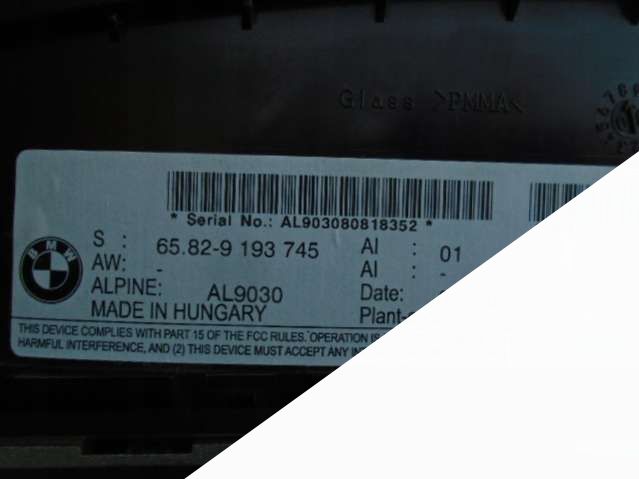 Glass >PMMA<
* Serial No.: AL903080818352 *
BMW
S : 65.82-9 193 745 AI : 01
AW: - AI : -
ALPINE: AL9030 Date:
MADE IN HUNGARY
THIS DEVICE COMPLIES WITH PART 15 OF THE FCC RULES. OPERATION IS
HARMFUL INTERFERENCE, AND (2) THIS DEVICE MUST ACCEPT ANY